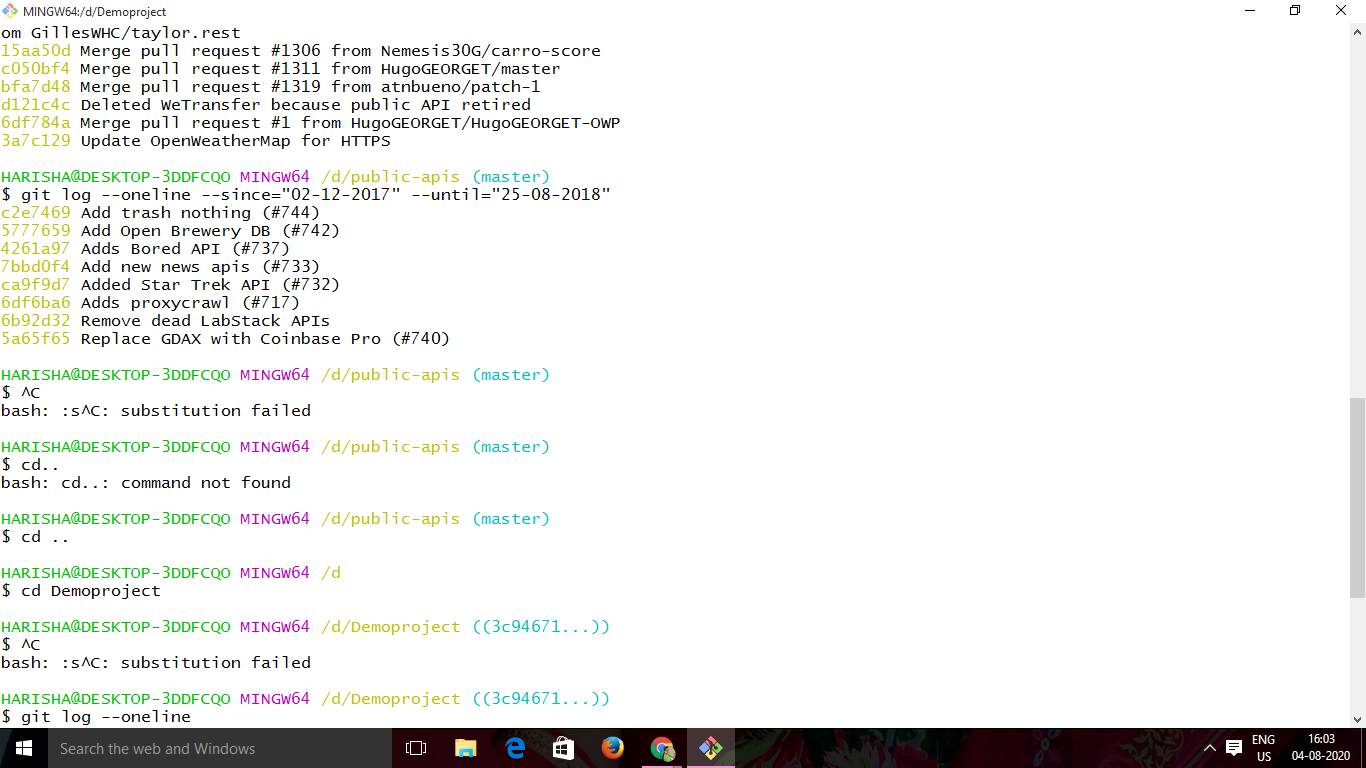 MINGW64:/d/Demoproject
om GillesWHC/taylor.rest
15aa50d Merge pull request #1306 from Nemesis30G/carro-score
c050bf4 Merge pull request #1311 from HugoGEORGET/master
bfa7d48 Merge pull request #1319 from atnbueno/patch-1
d121c4c Deleted WeTransfer because public API retired
6df784a Merge pull request #1 from HugoGEORGET/HugoGEORGET-OWP
3a7c129 Update OpenWeatherMap for HTTPS
HARISHA@DESKTOP-3DDFCQO MINGW64 /d/public-apis (master)
$ git log --oneline --since="02-12-2017" --until="25-08-2018"
c2e7469 Add trash nothing (#744)
5777659 Add Open Brewery DB (#742)
4261a97 Adds Bored API (#737)
7bbd0f4 Add new news apis (#733)
ca9f9d7 Added Star Trek API (#732)
6df6ba6 Adds proxycrawl (#717)
6b92d32 Remove dead LabStack APIs
5a65f65 Replace GDAX with Coinbase Pro (#740)
HARISHA@DESKTOP-3DDFCQO MINGW64 /d/public-apis (master)
$ ^C
bash: :s^C: substitution failed
HARISHA@DESKTOP-3DDFCQO MINGW64 /d/public-apis (master)
$ cd..
bash: cd..: command not found
HARISHA@DESKTOP-3DDFCQO MINGW64 /d/public-apis (master)
$ cd ..
HARISHA@DESKTOP-3DDFCQO MINGW64 /d
$ cd Demoproject
HARISHA@DESKTOP-3DDFCQO MINGW64 /d/Demoproject ((3c94671...))
$ ^C
bash: :s^C: substitution failed
HARISHA@DESKTOP-3DDFCQO MINGW64 /d/Demoproject ((3c94671...))
$ git log --oneline
Search the web and Windows
ENG
US
16:03
04-08-2020